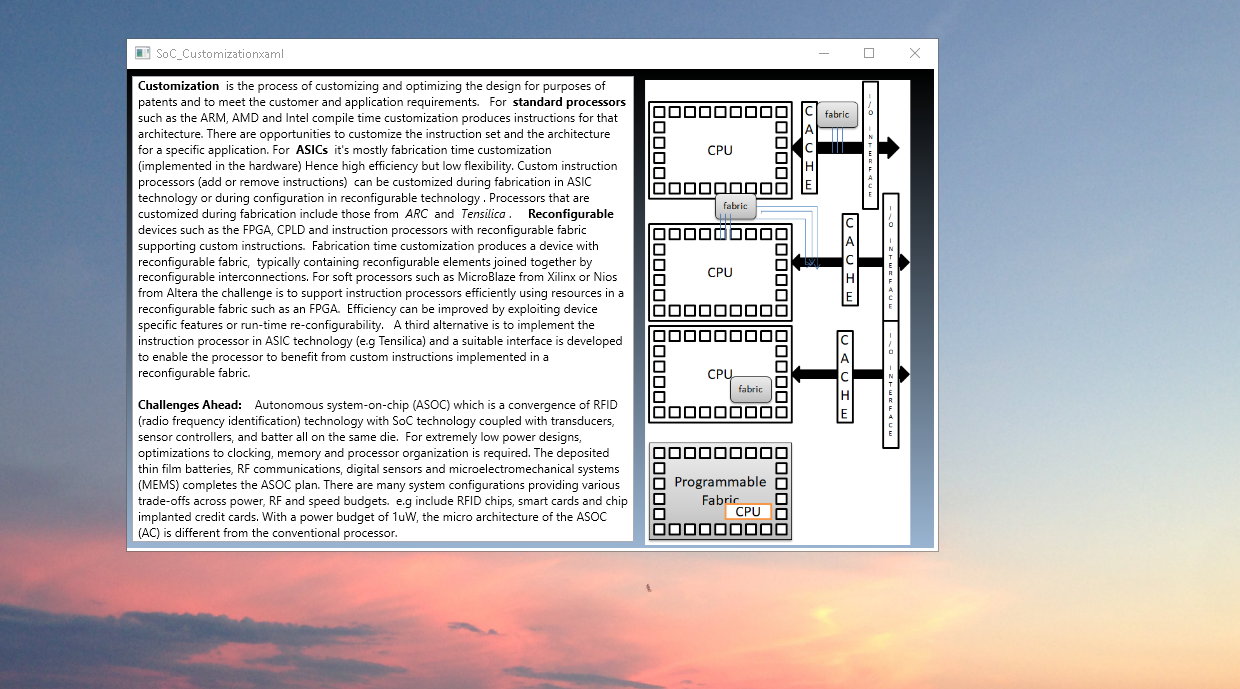 SoC_Customizationxaml
Customization is the process of customizing and optimizing the design for purposes of
patents and to meet the customer and application requirements. For standard processors
such as the ARM, AMD and Intel compile time customization produces instructions for that
architecture. There are opportunities to customize the instruction set and the architecture
for a specific application. For ASICs it's mostly fabrication time customization
(implemented in the hardware) Hence high efficiency but low flexibility. Custom instruction
processors (add or remove instructions) can be customized during fabrication in ASIC
technology or during configuration in reconfigurable technology . Processors that are
customized during fabrication include those from ARC and Tensilica . Reconfigurable
devices such as the FPGA, CPLD and instruction processors with reconfigurable fabric
supporting custom instructions. Fabrication time customization produces a device with
reconfigurable fabric, typically containing reconfigurable elements joined together by
reconfigurable interconnections. For soft processors such as MicroBlaze from Xilinx or Nios
from Altera the challenge is to support instruction processors efficiently using resources in a
reconfigurable fabric such as an FPGA. Efficiency can be improved by exploiting device
specific features or run-time re-configurability. A third alternative is to implement the
instruction processor in ASIC technology (e.g Tensilica) and a suitable interface is developed
to enable the processor to benefit from custom instructions implemented in a
reconfigurable fabric.
Challenges Ahead: Autonomous system-on-chip (ASOC) which is a convergence of RFID
(radio frequency identification) technology with SoC technology coupled with transducers,
sensor controllers, and batter all on the same die. For extremely low power designs,
optimizations to clocking, memory and processor organization is required. The deposited
thin film batteries, RF communications, digital sensors and microelectromechanical systems
(MEMS) completes the ASOC plan. There are many system configurations providing various
trade-offs across power, RF and speed budgets. e.g include RFID chips, smart cards and chip
implanted credit cards. With a power budget of 1uW, the micro architecture of the ASOC
(AC) is different from the conventional processor.
CPU
CACHE
fabric
I/O INTERFACE
fabric
CPU
CACHE
I/O INTERFACE
CPU
fabric
CACHE
I/O INTERFACE
Programmable
Fabric
CPU